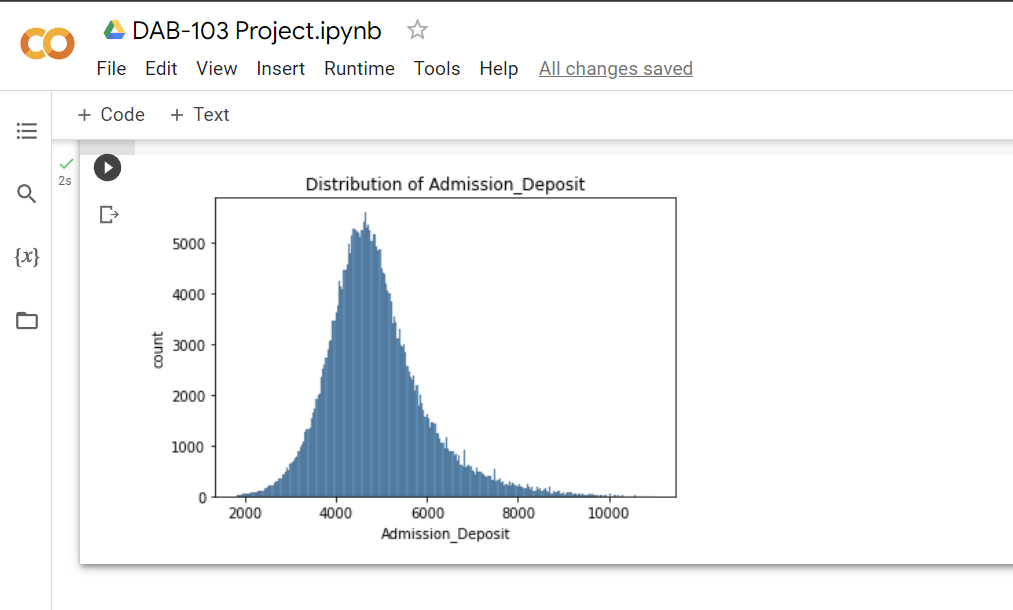 DAB-103 Project.ipynb
File Edit View Insert Runtime Tools Help All changes saved
+ Code + Text
2s
{x}
Distribution of Admission_Deposit
5000
4000
3000
2000
1000
0
count
2000 4000 6000 8000 10000
Admission_Deposit